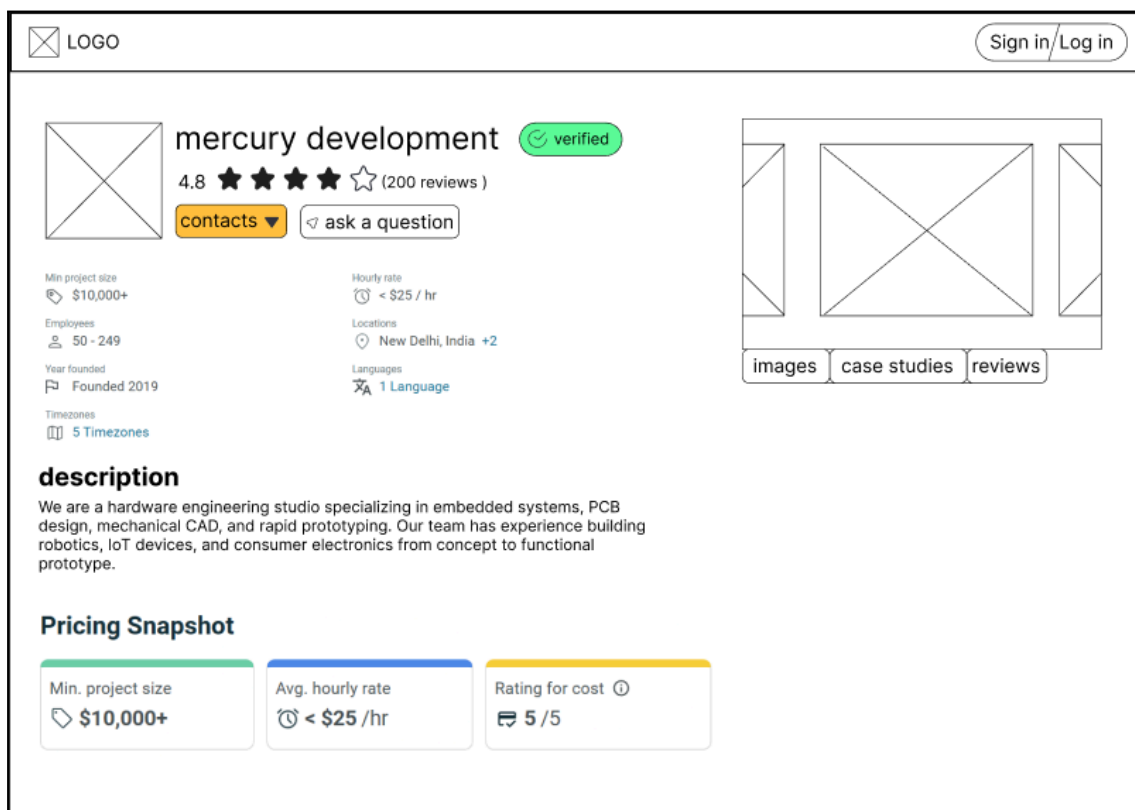 LOGO
Sign in/Log in
mercury development
verified
4.8 (200 reviews )
contacts
ask a question
Min project size
$10,000+
Hourly rate
< $25 / hr
Employees
50 - 249
Locations
New Delhi, India +2
Year founded
Founded 2019
Languages
1 Language
Timezones
5 Timezones
images
case studies
reviews
description
We are a hardware engineering studio specializing in embedded systems, PCB
design, mechanical CAD, and rapid prototyping. Our team has experience building
robotics, IoT devices, and consumer electronics from concept to functional
prototype.
Pricing Snapshot
Min. project size
$10,000+
Avg. hourly rate
< $25 /hr
Rating for cost
5 /5